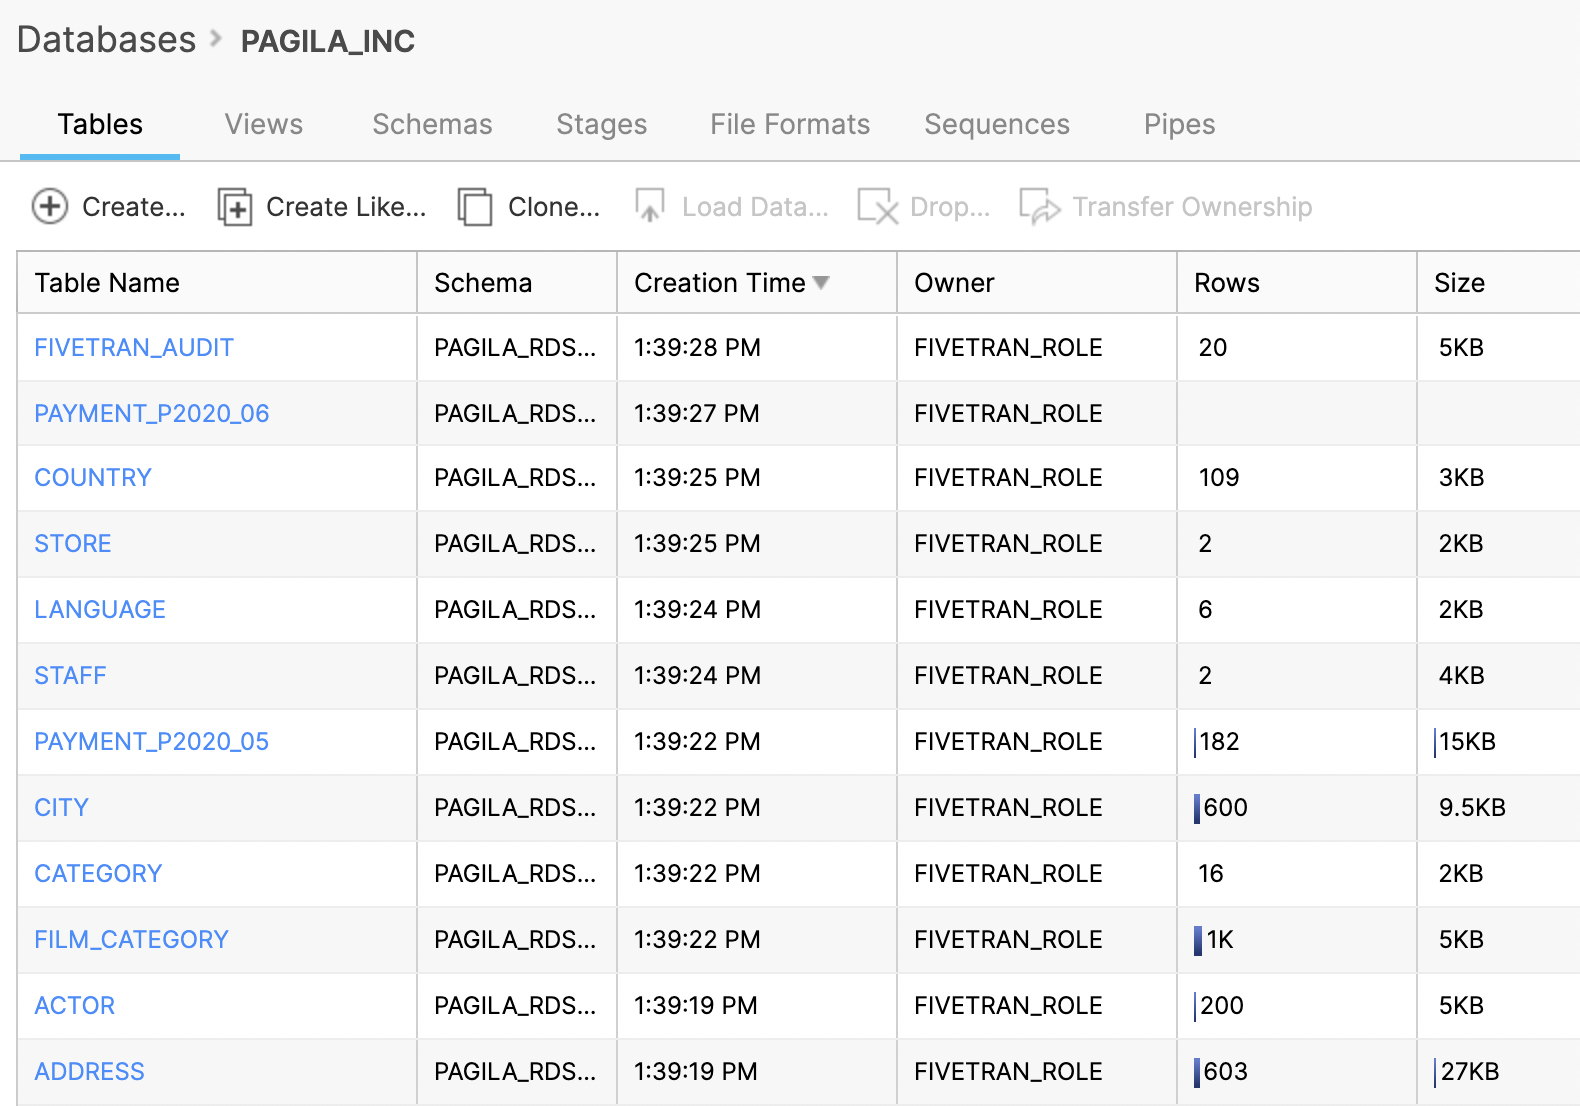 Databases > PAGILA_INC
Tables Views Schemas Stages File Formats Sequences Pipes
Create... Create Like... Clone... Load Data... Drop... Transfer Ownership
Table Name Schema Creation Time Owner Rows Size
FIVETRAN_AUDIT PAGILA_RDS... 1:39:28 PM FIVETRAN_ROLE 20 5KB
PAYMENT_P2020_06 PAGILA_RDS... 1:39:27 PM FIVETRAN_ROLE
COUNTRY PAGILA_RDS... 1:39:25 PM FIVETRAN_ROLE 109 3KB
STORE PAGILA_RDS... 1:39:25 PM FIVETRAN_ROLE 2 2KB
LANGUAGE PAGILA_RDS... 1:39:24 PM FIVETRAN_ROLE 6 2KB
STAFF PAGILA_RDS... 1:39:24 PM FIVETRAN_ROLE 2 4KB
PAYMENT_P2020_05 PAGILA_RDS... 1:39:22 PM FIVETRAN_ROLE 182 15KB
CITY PAGILA_RDS... 1:39:22 PM FIVETRAN_ROLE 600 9.5KB
CATEGORY PAGILA_RDS... 1:39:22 PM FIVETRAN_ROLE 16 2KB
FILM_CATEGORY PAGILA_RDS... 1:39:22 PM FIVETRAN_ROLE 1K 5KB
ACTOR PAGILA_RDS... 1:39:19 PM FIVETRAN_ROLE 200 5KB
ADDRESS PAGILA_RDS... 1:39:19 PM FIVETRAN_ROLE 603 27KB